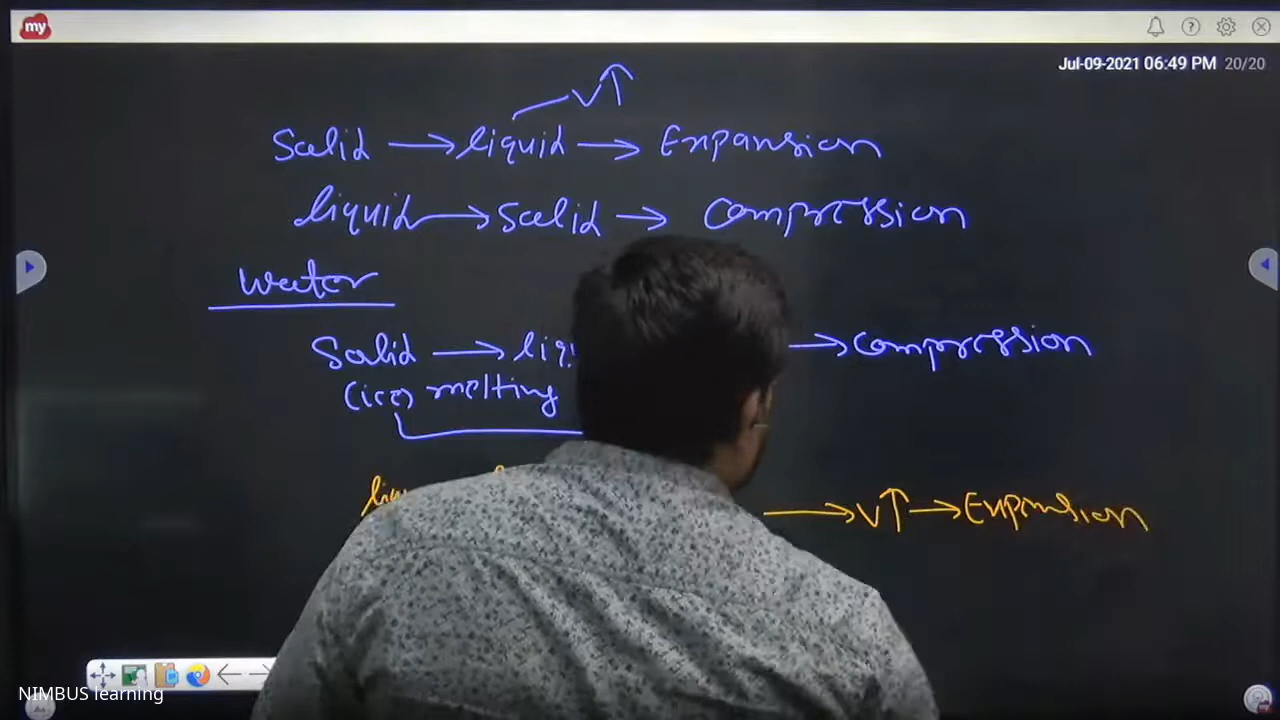 my
Jul-09-2021 06:49 PM 20/20
V↑
Solid → liquid → Expansion
liquid → Solid → Compression
Water
Solid → liq → Compression
(ice) melting
→ V↑ → Expansion
NIMBUS learning